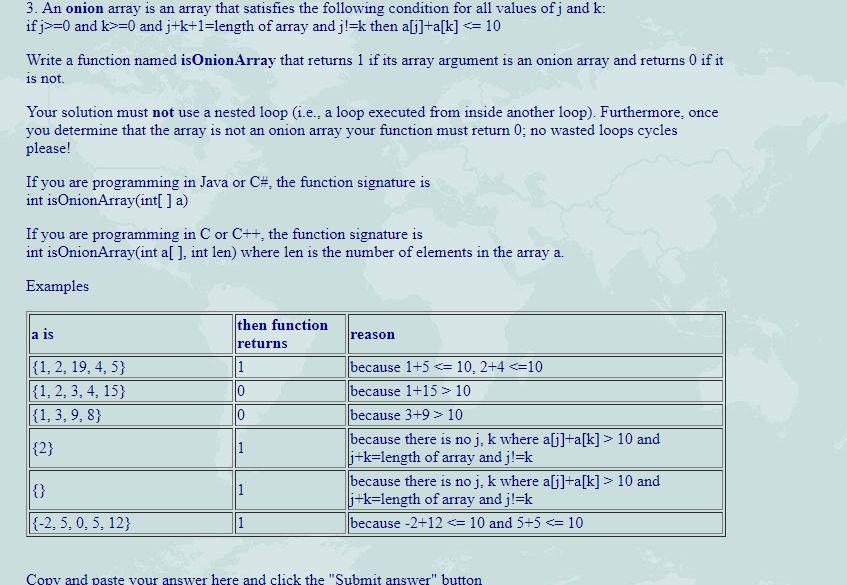 3. An onion array is an array that satisfies the following condition for all values of j and k:
if j>=0 and k>=0 and j+k+1=length of array and j!=k then a[j]+a[k] <= 10
Write a function named isOnionArray that returns 1 if its array argument is an onion array and returns 0 if it
is not.
Your solution must not use a nested loop (i.e., a loop executed from inside another loop). Furthermore, once
you determine that the array is not an onion array your function must return 0; no wasted loops cycles
please!
If you are programming in Java or C#, the function signature is
int isOnionArray(int[ ] a)
If you are programming in C or C++, the function signature is
int isOnionArray(int a[ ], int len) where len is the number of elements in the array a.
Examples
a is
then function
returns
reason
{1, 2, 19, 4, 5}
1
because 1+5 <= 10, 2+4 <=10
{1, 2, 3, 4, 15}
0
because 1+15 > 10
{1, 3, 9, 8}
0
because 3+9 > 10
{2}
1
because there is no j, k where a[j]+a[k] > 10 and
j+k=length of array and j!=k
{}
1
because there is no j, k where a[j]+a[k] > 10 and
j+k=length of array and j!=k
{-2, 5, 0, 5, 12}
1
because -2+12 <= 10 and 5+5 <= 10
Copy and paste your answer here and click the "Submit answer" button